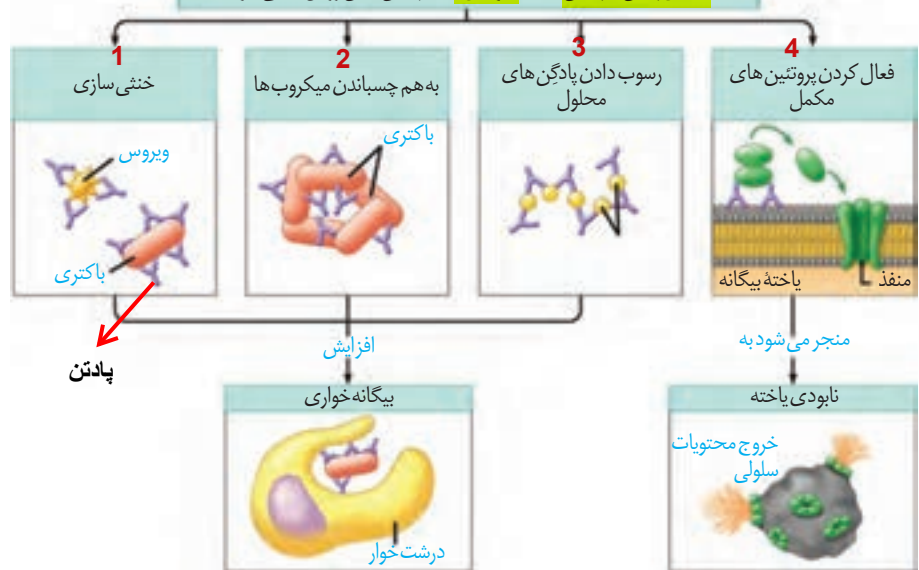 1
خنثی سازی
ویروس
باکتری
پادتن
2
به هم چسباندن میکروب ها
باکتری
3
رسوب دادن پادگِن های
محلول
4
فعال کردن پروتئین های
مکمل
منفذ
یاختهٔ بیگانه
افزایش
بیگانه خواری
درشت خوار
منجر می شود به
نابودی یاخته
خروج محتویات
سلولی